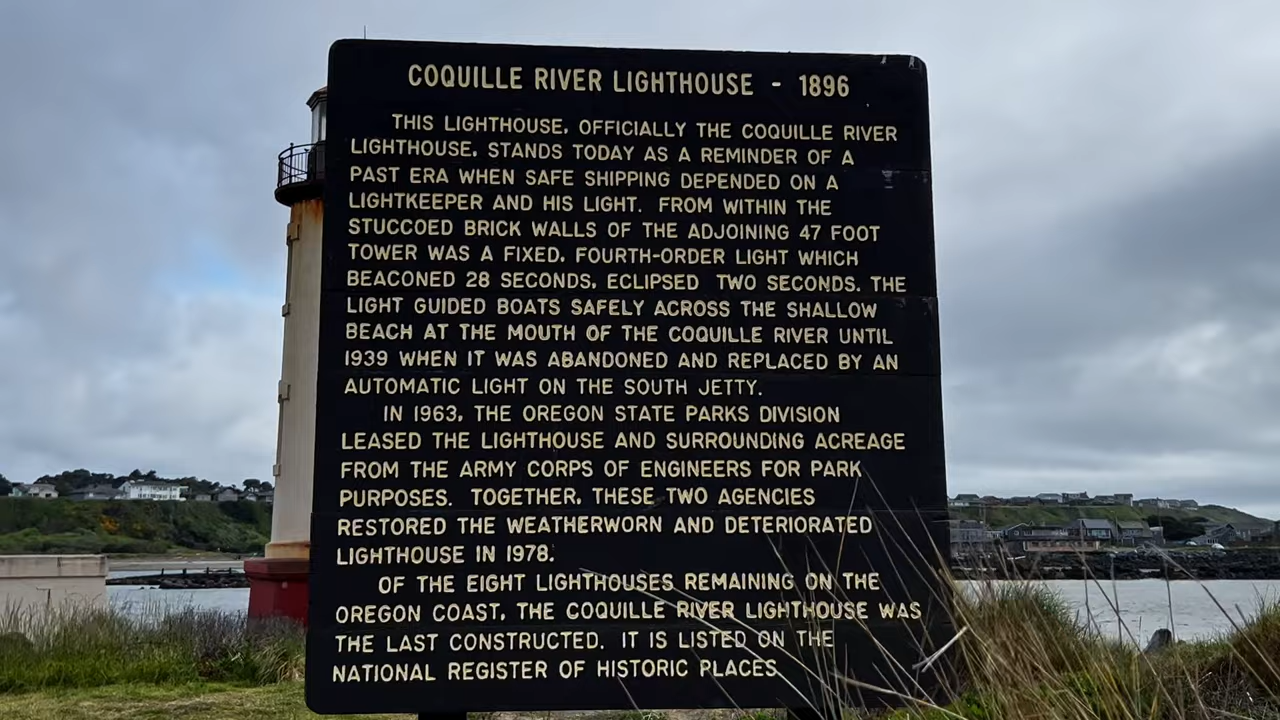 COQUILLE RIVER LIGHTHOUSE - 1896
THIS LIGHTHOUSE, OFFICIALLY THE COQUILLE RIVER
LIGHTHOUSE, STANDS TODAY AS A REMINDER OF A
PAST ERA WHEN SAFE SHIPPING DEPENDED ON A
LIGHTKEEPER AND HIS LIGHT. FROM WITHIN THE
STUCCOED BRICK WALLS OF THE ADJOINING 47 FOOT
TOWER WAS A FIXED, FOURTH-ORDER LIGHT WHICH
BEACONED 28 SECONDS, ECLIPSED TWO SECONDS. THE
LIGHT GUIDED BOATS SAFELY ACROSS THE SHALLOW
BEACH AT THE MOUTH OF THE COQUILLE RIVER UNTIL
1939 WHEN IT WAS ABANDONED AND REPLACED BY AN
AUTOMATIC LIGHT ON THE SOUTH JETTY.
IN 1963, THE OREGON STATE PARKS DIVISION
LEASED THE LIGHTHOUSE AND SURROUNDING ACREAGE
FROM THE ARMY CORPS OF ENGINEERS FOR PARK
PURPOSES. TOGETHER, THESE TWO AGENCIES
RESTORED THE WEATHERWORN AND DETERIORATED
LIGHTHOUSE IN 1978.
OF THE EIGHT LIGHTHOUSES REMAINING ON THE
OREGON COAST, THE COQUILLE RIVER LIGHTHOUSE WAS
THE LAST CONSTRUCTED. IT IS LISTED ON THE
NATIONAL REGISTER OF HISTORIC PLACES